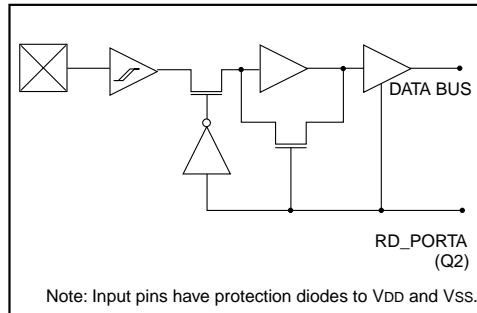 DATA BUS
RD_PORTA
(Q2)
Note: Input pins have protection diodes to VDD and VSS.